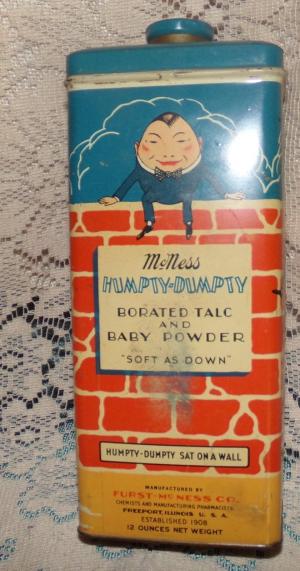 McNess
HUMPTY-DUMPTY
BORATED TALC
AND
BABY POWDER
"SOFT AS DOWN"
HUMPTY-DUMPTY SAT ON A WALL
MANUFACTURED BY
FURST-McNESS CO.
CHEMISTS AND MANUFACTURING PHARMACISTS
FREEPORT, ILLINOIS U. S. A.
ESTABLISHED 1908
12 OUNCES NET WEIGHT